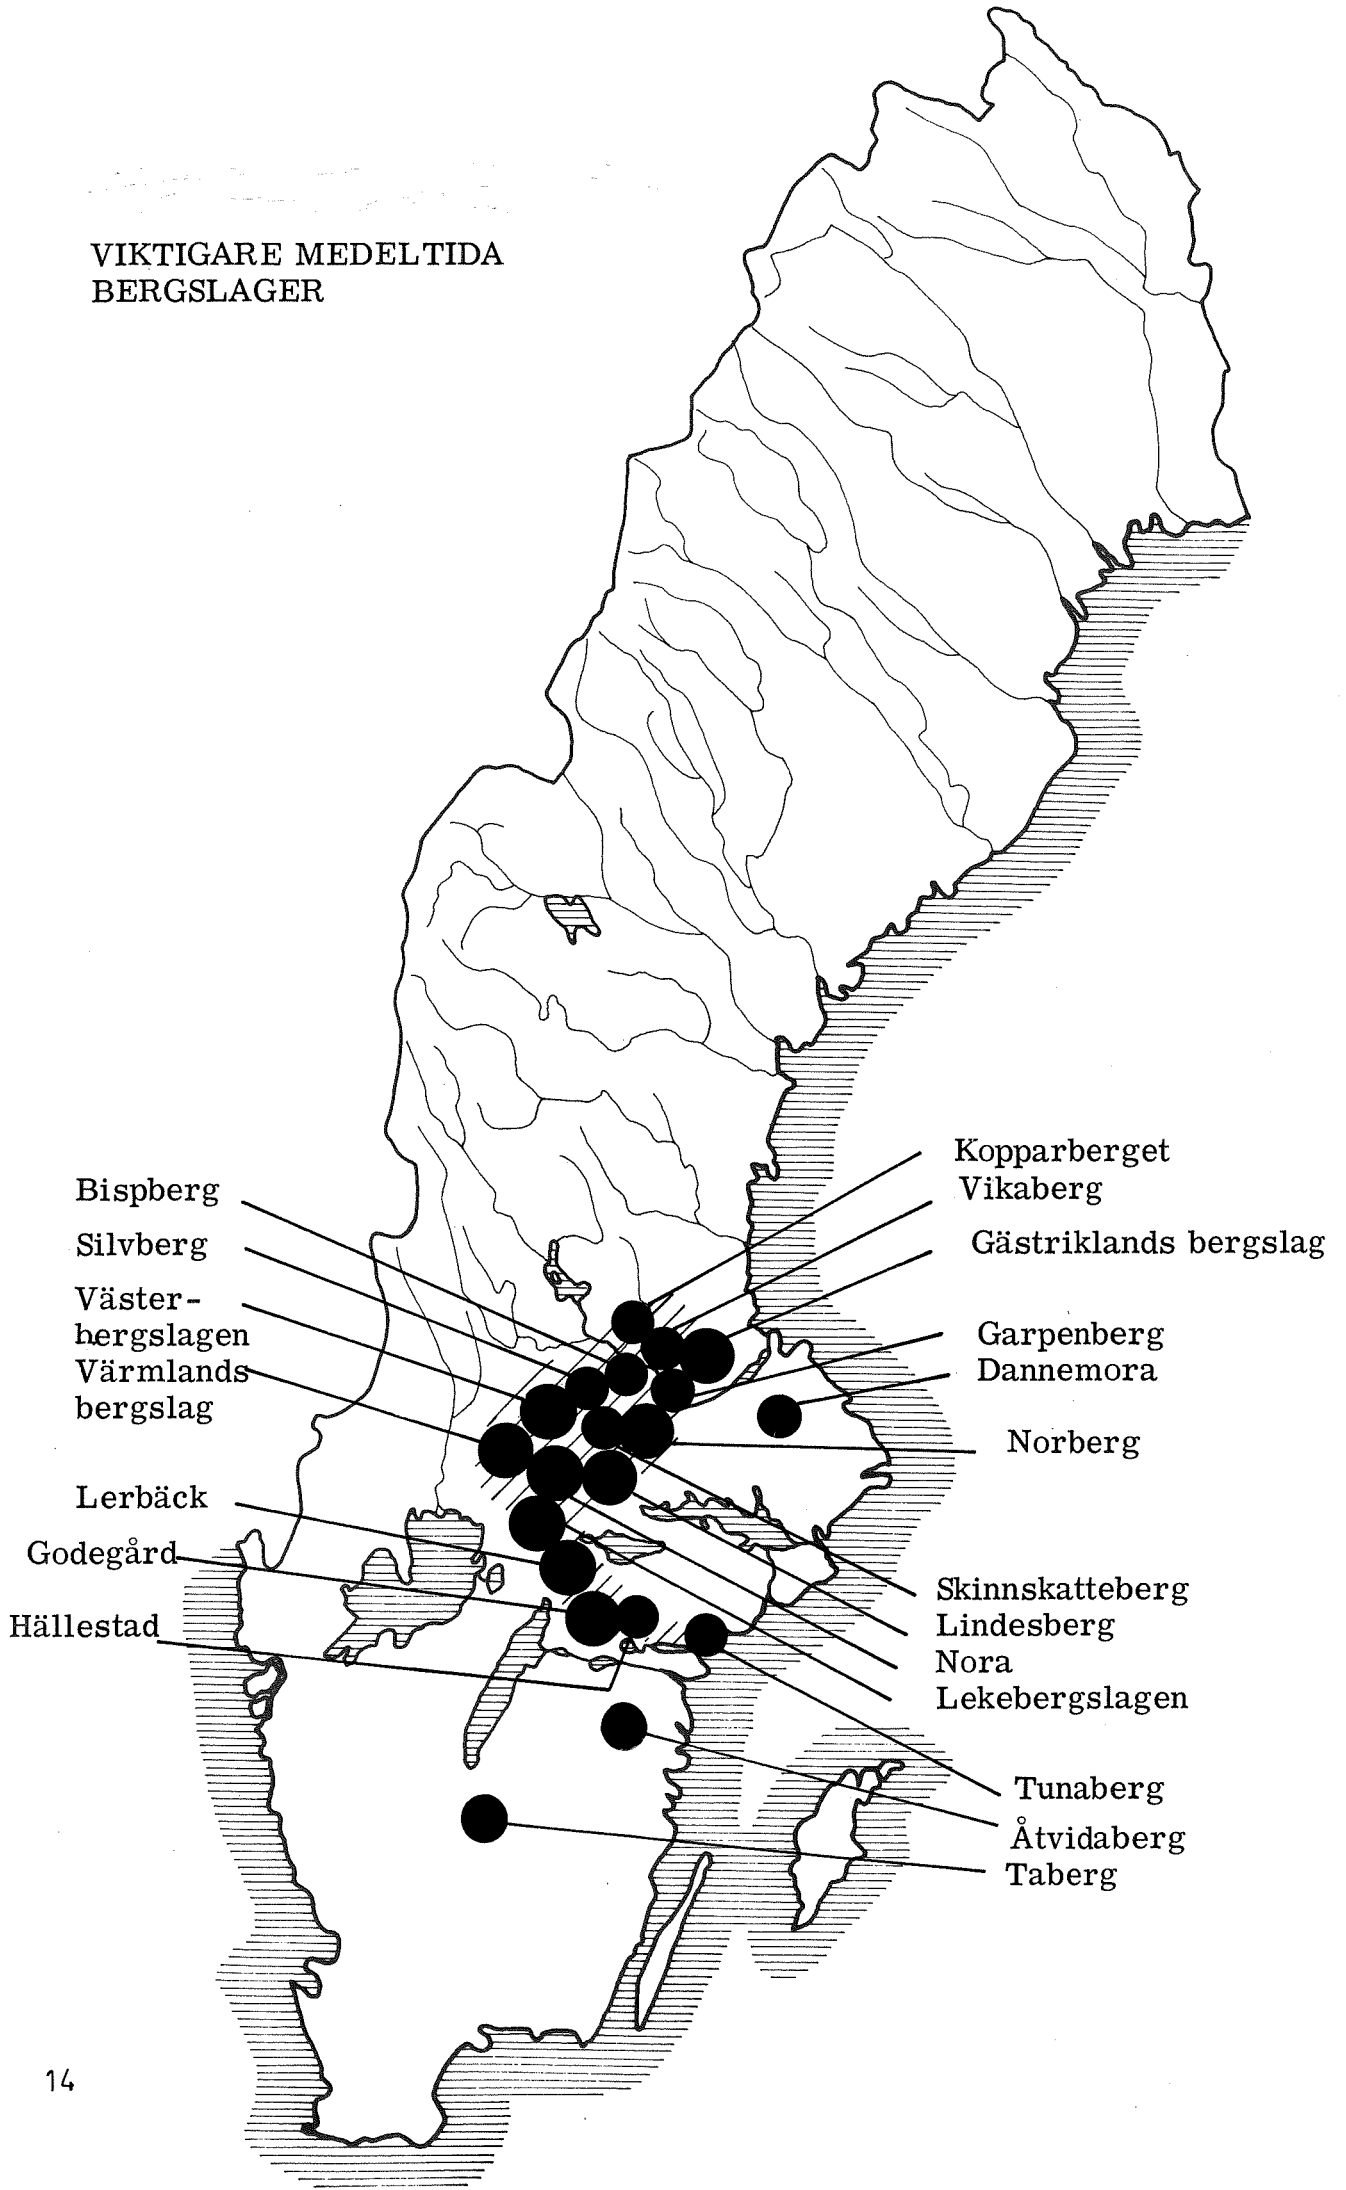 VIKTIGARE MEDELTIDA
BERGSLAGER
Bispberg
Silvberg
Väster-
bergslagen
Värmlands
bergslag
Lerbäck
Godegård
Hällestad
Kopparberget
Vikaberg
Gästriklands bergslag
Garpenberg
Dannemora
Norberg
Skinnskatteberg
Lindesberg
Nora
Lekebergslagen
Tunaberg
Åtvidaberg
Taberg
14